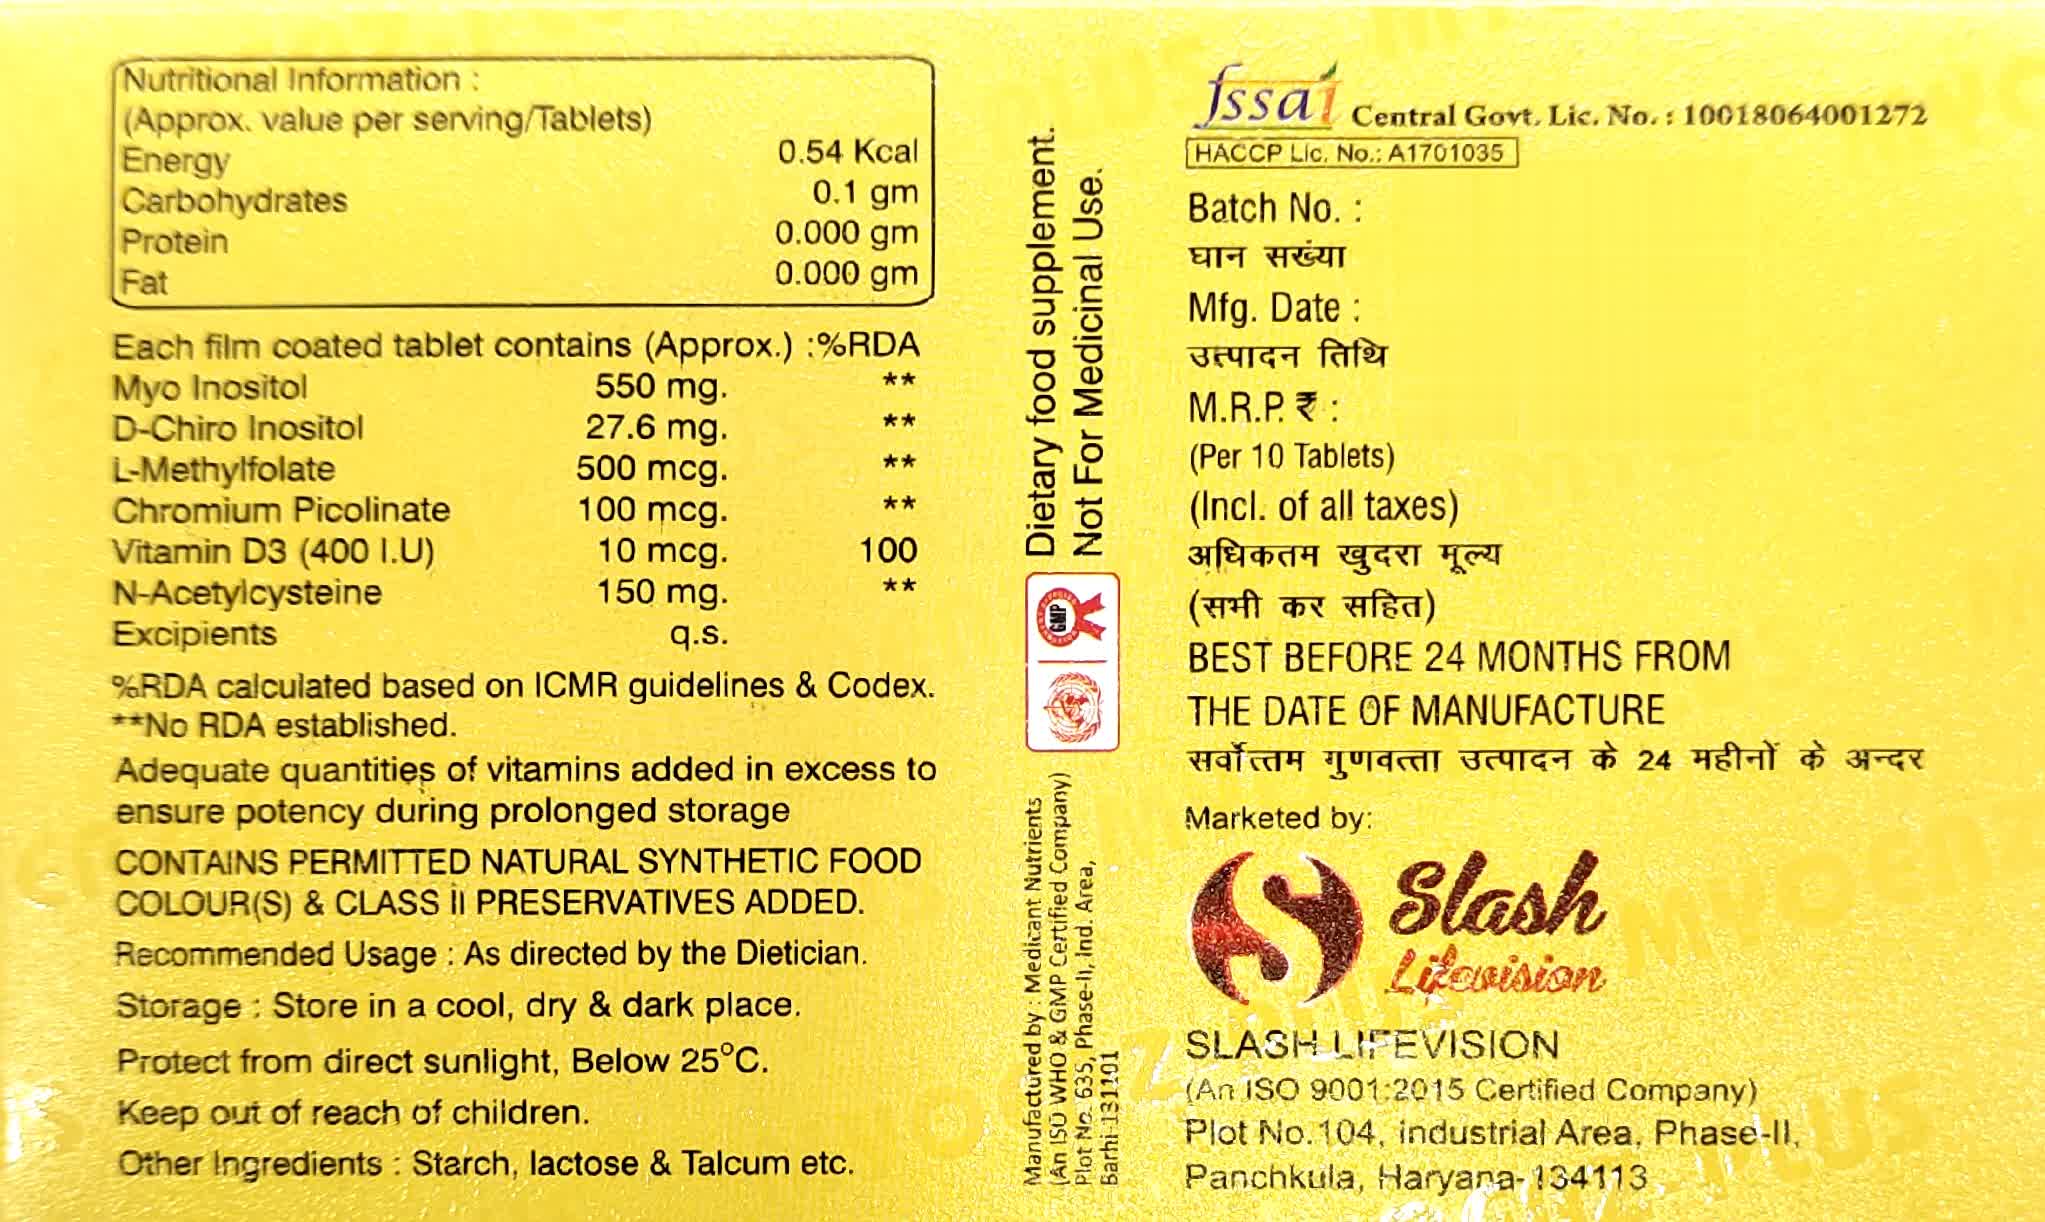 Nutritional Information :
(Approx. value per serving/Tablets)
Energy 0.54 Kcal
Carbohydrates 0.1 gm
Protein 0.000 gm
Fat 0.000 gm
Each film coated tablet contains (Approx.) :%RDA
Myo Inositol 550 mg. **
D-Chiro Inositol 27.6 mg. **
L-Methylfolate 500 mcg. **
Chromium Picolinate 100 mcg. **
Vitamin D3 (400 I.U) 10 mcg. 100
N-Acetylcysteine 150 mg. **
Excipients q.s.
%RDA calculated based on ICMR guidelines & Codex.
**No RDA established.
Adequate quantities of vitamins added in excess to
ensure potency during prolonged storage
CONTAINS PERMITTED NATURAL SYNTHETIC FOOD
COLOUR(S) & CLASS II PRESERVATIVES ADDED.
Recommended Usage : As directed by the Dietician.
Storage : Store in a cool, dry & dark place.
Protect from direct sunlight, Below 25°C.
Keep out of reach of children.
Other Ingredients : Starch, lactose & Talcum etc.
Dietary food supplement.
Not For Medicinal Use.
GMP
Manufactured by : Medicant Nutrients
(An ISO WHO & GMP Certified Company)
Plot No. 635, Phase-II, Ind. Area,
Barhi-131101
fssai Central Govt. Lic. No. : 10018064001272
HACCP Lic. No.: A1701035
Batch No. :
घान सख्ंया
Mfg. Date :
उत्पादन तिथि
M.R.P. ₹ :
(Per 10 Tablets)
(Incl. of all taxes)
अधिकतम खुदरा मूल्य
(सभी कर सहित)
BEST BEFORE 24 MONTHS FROM
THE DATE OF MANUFACTURE
सर्वोत्तम गुणवत्ता उत्पादन के 24 महीनों के अन्दर
Marketed by:
Slash
Lifevision
SLASH LIFEVISION
(An ISO 9001:2015 Certified Company)
Plot No.104, Industrial Area, Phase-II,
Panchkula, Haryana-134113